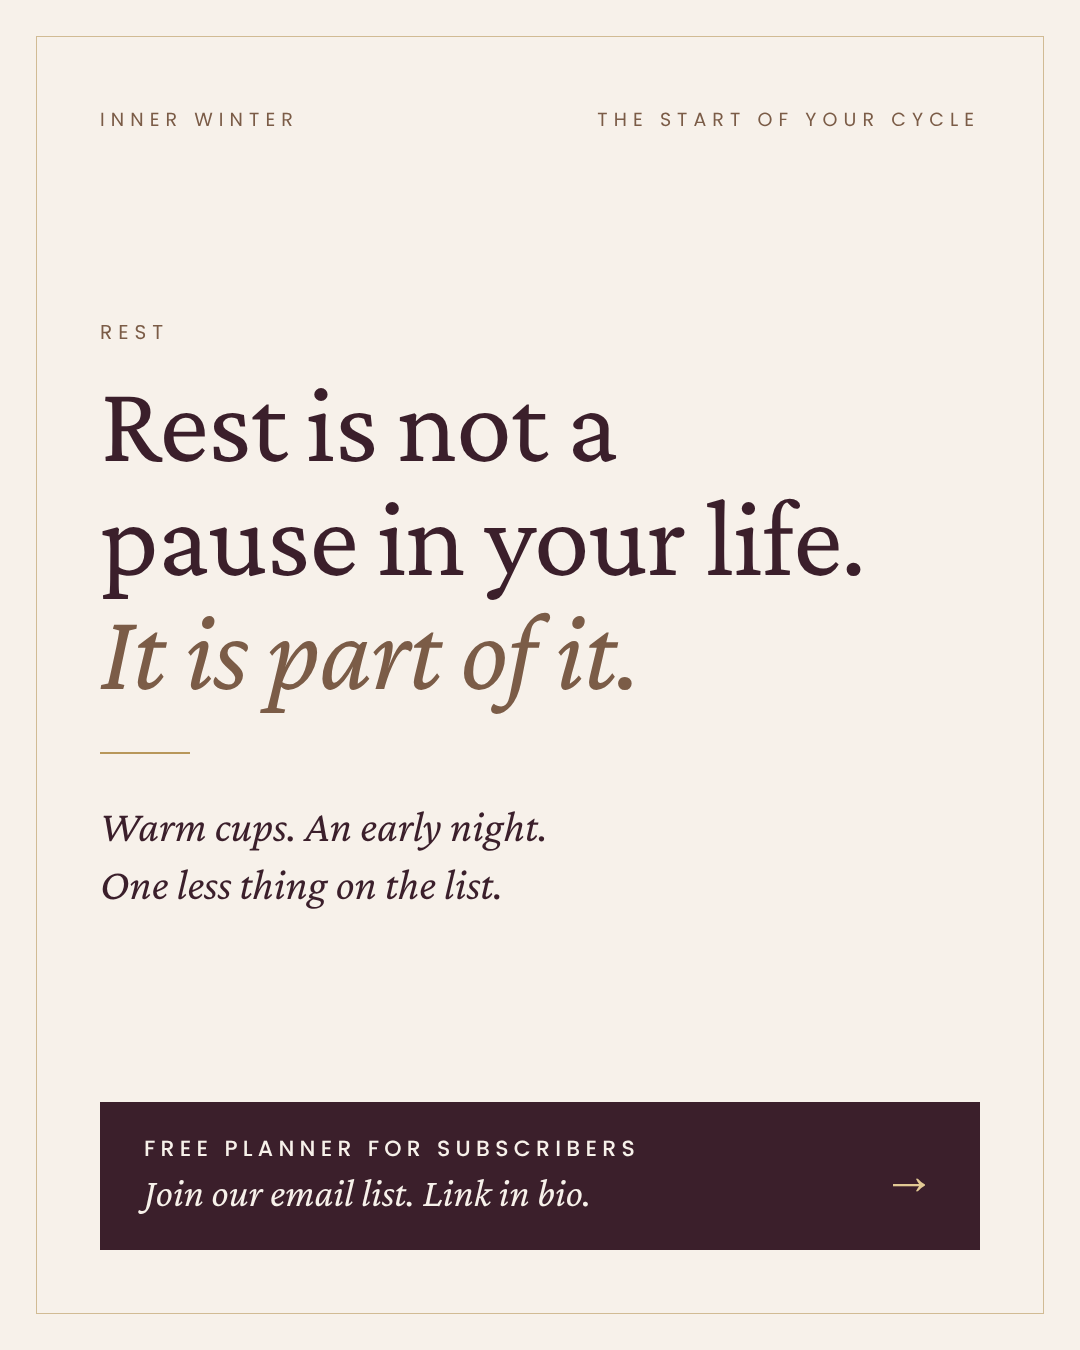 INNER WINTER
THE START OF YOUR CYCLE
REST
Rest is not a
pause in your life.
It is part of it.
Warm cups. An early night.
One less thing on the list.
FREE PLANNER FOR SUBSCRIBERS
Join our email list. Link in bio.
→